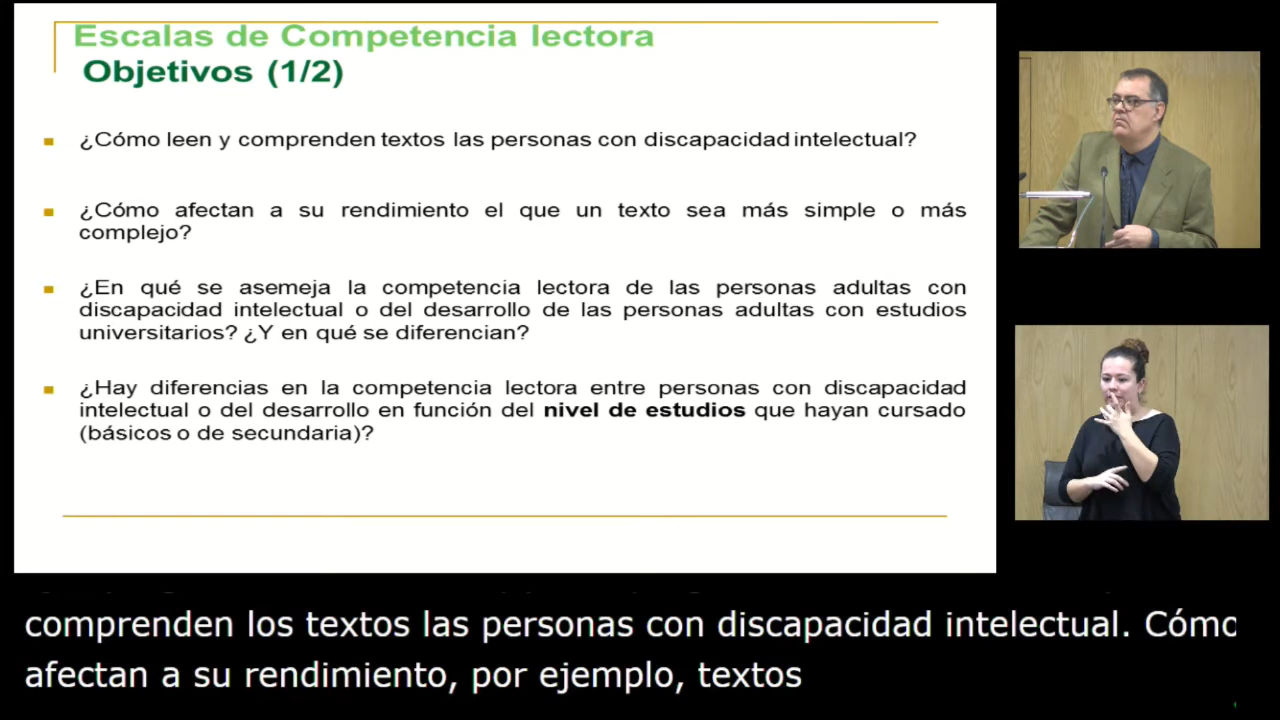 Escalas de Competencia lectora
Objetivos (1/2)
¿Cómo leen y comprenden textos las personas con discapacidad intelectual?
¿Cómo afectan a su rendimiento el que un texto sea más simple o más
complejo?
¿En qué se asemeja la competencia lectora de las personas adultas con
discapacidad intelectual o del desarrollo de las personas adultas con estudios
universitarios? ¿Y en qué se diferencian?
¿Hay diferencias en la competencia lectora entre personas con discapacidad
intelectual o del desarrollo en función del nivel de estudios que hayan cursado
(básicos o de secundaria)?
comprenden los textos las personas con discapacidad intelectual. Cómo
afectan a su rendimiento, por ejemplo, textos